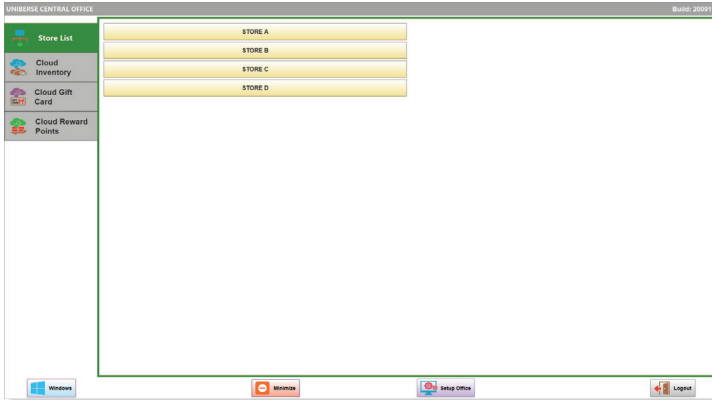 UNIBERSE CENTRAL OFFICE
Build: 20091
Store List
Cloud
Inventory
Cloud Gift
Card
Cloud Reward
Points
STORE A
STORE B
STORE C
STORE D
Windows
Minimize
Setup Office
Logout